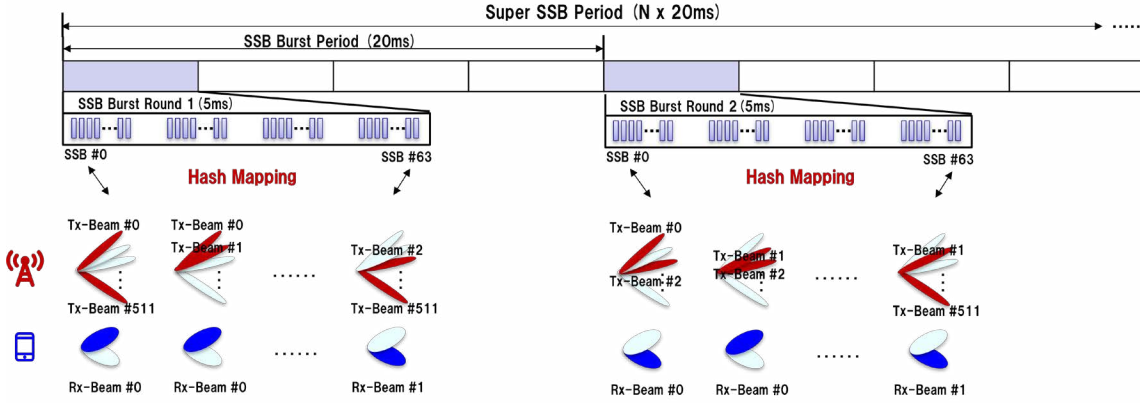 Super SSB Period (N x 20ms)
SSB Burst Period (20ms)
SSB Burst Round 1 (5ms)
SSB Burst Round 2 (5ms)
SSB #0
SSB #63
SSB #0
SSB #63
Hash Mapping
Hash Mapping
Tx-Beam #0
Tx-Beam #0
Tx-Beam #1
Tx-Beam #2
Tx-Beam #511
Tx-Beam #511
Tx-Beam #0
Tx-Beam #2
Tx-Beam #1
Tx-Beam #2
Tx-Beam #1
Tx-Beam #511
Rx-Beam #0
Rx-Beam #0
Rx-Beam #1
Rx-Beam #0
Rx-Beam #0
Rx-Beam #1